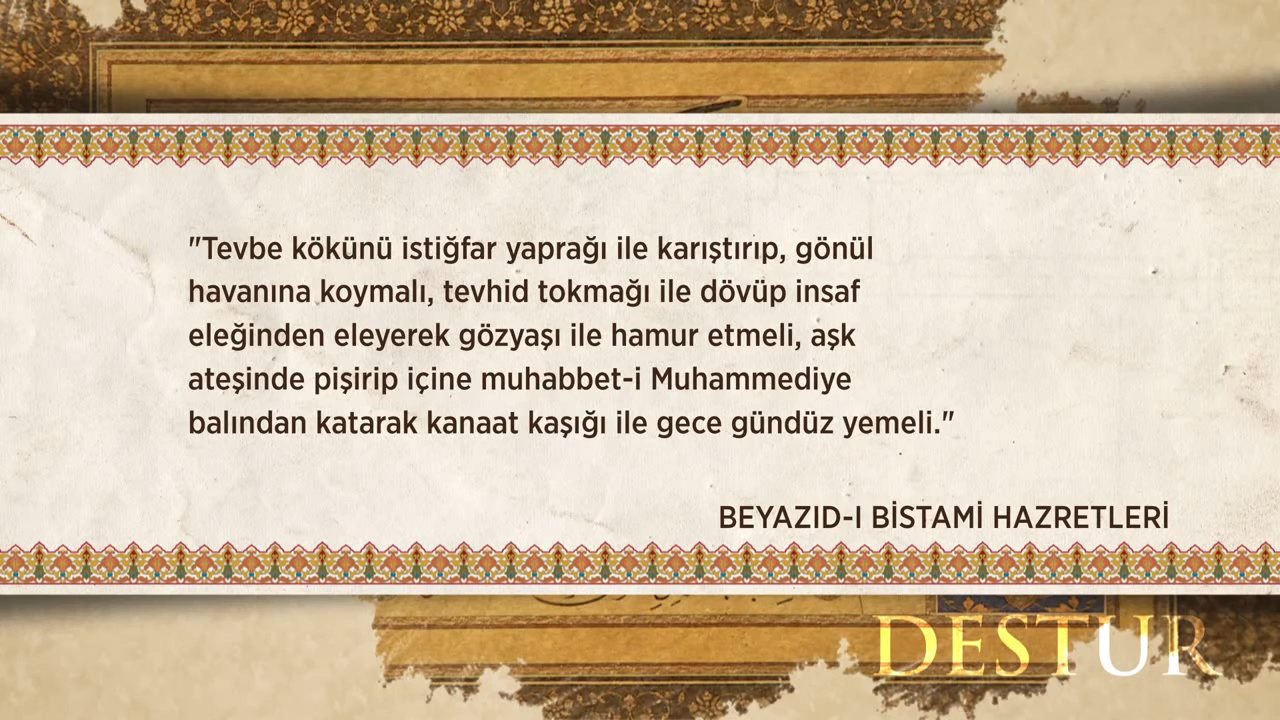 "Tevbe kökünü istiğfar yaprağı ile karıştırıp, gönül
havanına koymalı, tevhid tokmağı ile dövüp insaf
eleğinden eleyerek gözyaşı ile hamur etmeli, aşk
ateşinde pişirip içine muhabbet-i Muhammediye
balından katarak kanaat kaşığı ile gece gündüz yemeli."
BEYAZID-I BİSTAMİ HAZRETLERİ
DESTUR